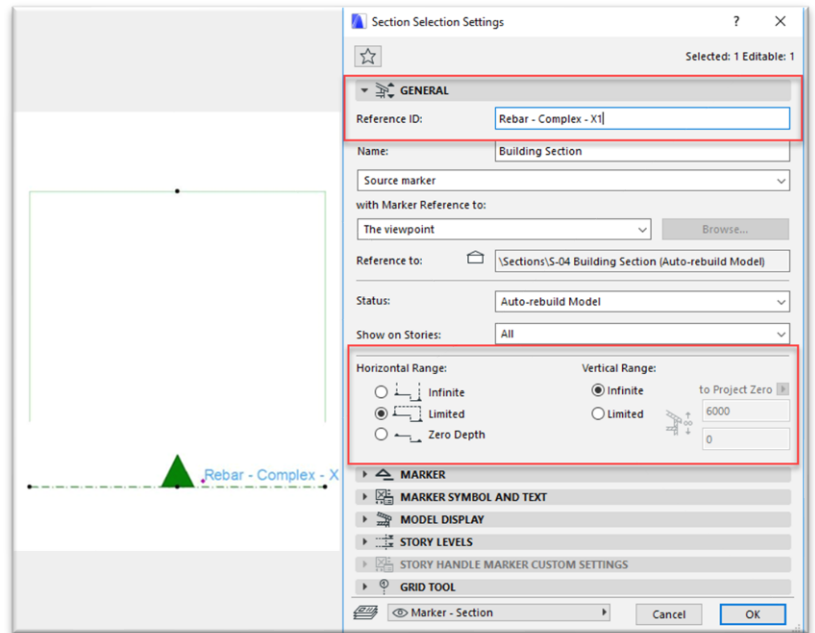 Section Selection Settings
?
Selected: 1 Editable: 1
GENERAL
Reference ID:
Rebar - Complex - X1
Name:
Building Section
Source marker
with Marker Reference to:
The viewpoint
Browse...
Reference to:
\Sections\S-04 Building Section (Auto-rebuild Model)
Status:
Auto-rebuild Model
Show on Stories:
All
Horizontal Range:
Infinite
Limited
Zero Depth
Vertical Range:
Infinite
to Project Zero
Limited
6000
0
Rebar - Complex - X
MARKER
MARKER SYMBOL AND TEXT
MODEL DISPLAY
STORY LEVELS
STORY HANDLE MARKER CUSTOM SETTINGS
GRID TOOL
Marker - Section
Cancel
OK